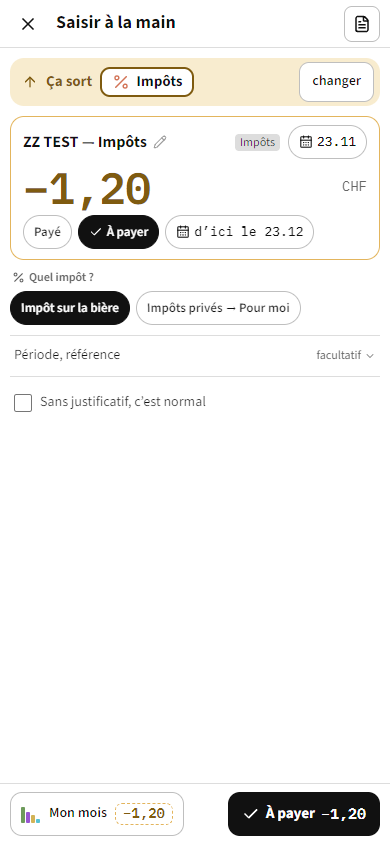 Saisir à la main
Ça sort Impôts changer
ZZ TEST — Impôts Impôts 23.11
−1,20 CHF
Payé À payer d’ici le 23.12
Quel impôt ?
Impôt sur la bière Impôts privés → Pour moi
Période, référence facultatif
Sans justificatif, c’est normal
Mon mois −1,20 À payer −1,20